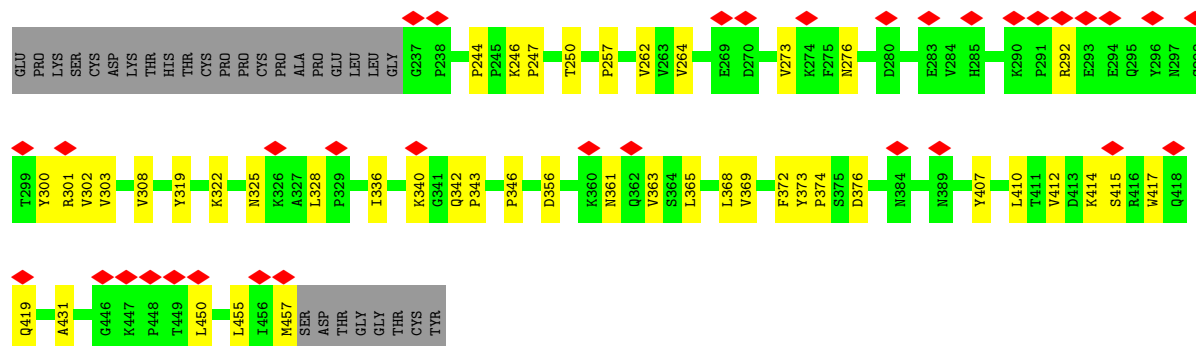 GLU PRO LYS SER CYS ASP LYS THR HIS THR CYS PRO PRO CYS PRO ALA PRO GLU LEU LEU GLY G237 P238 P244 P245 K246 P247 T250 P257 V262 V263 V264 E269 D270 V273 K274 F275 N276 D280 E283 V284 H285 K290 P291 R292 E293 E294 Q295 Y296 N297
T299 Y300 R301 V302 V303 V308 Y319 K322 N325 K326 A327 L328 P329 I336 K340 G341 Q342 P343 P346 D356 K360 N361 Q362 V363 S364 L365 L368 V369 F372 Y373 P374 S375 D376 N384 N389 Y407 L410 T411 V412 D413 K414 S415 R416 W417 Q418
Q419 A431 G446 K447 P448 T449 L450 L455 I456 M457 SER ASP THR GLY GLY THR CYS TYR